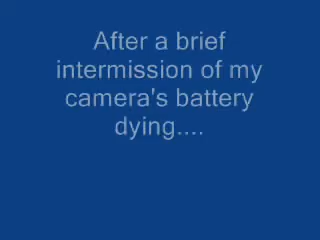 After a brief
intermission of my
camera's battery
dying....